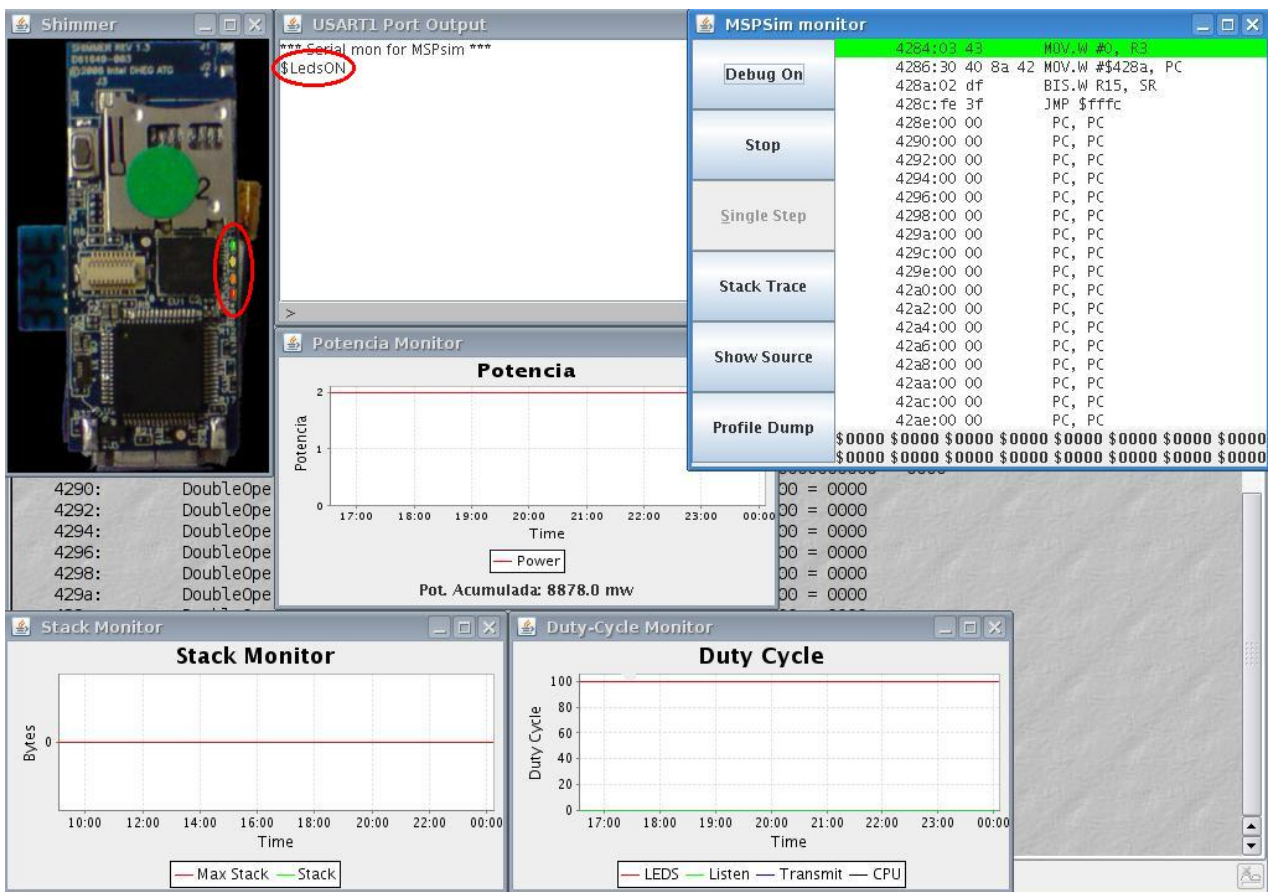 Shimmer
SHIMMER REV 1.3
J3
2
USART1 Port Output
*** Serial mon for MSPsim ***
$LedsON
>
MSPSim monitor
Debug On
Stop
Single Step
Stack Trace
Show Source
Profile Dump
4284:03 43 MOV.W #0, R3
4286:30 40 8a 42 MOV.W #$428a, PC
428a:02 df BIS.W R15, SR
428c:fe 3f JMP $fffc
428e:00 00 PC, PC
4290:00 00 PC, PC
4292:00 00 PC, PC
4294:00 00 PC, PC
4296:00 00 PC, PC
4298:00 00 PC, PC
429a:00 00 PC, PC
429c:00 00 PC, PC
429e:00 00 PC, PC
42a0:00 00 PC, PC
42a2:00 00 PC, PC
42a4:00 00 PC, PC
42a6:00 00 PC, PC
42a8:00 00 PC, PC
42aa:00 00 PC, PC
42ac:00 00 PC, PC
42ae:00 00 PC, PC
$0000 $0000 $0000 $0000 $0000 $0000 $0000 $0000
$0000 $0000 $0000 $0000 $0000 $0000 $0000 $0000
Potencia Monitor
Potencia
Potencia
2
1
0
17:00 18:00 19:00 20:00 21:00 22:00 23:00 00:00
Time
Power
Pot. Acumulada: 8878.0 mw
4290: DoubleOpe 00 = 0000
4292: DoubleOpe 00 = 0000
4294: DoubleOpe 00 = 0000
4296: DoubleOpe 00 = 0000
4298: DoubleOpe 00 = 0000
429a: DoubleOpe 00 = 0000
Stack Monitor
Stack Monitor
Bytes
0
10:00 12:00 14:00 16:00 18:00 20:00 22:00 00:00
Time
Max Stack Stack
Duty-Cycle Monitor
Duty Cycle
Duty Cycle
100
80
60
40
20
0
17:00 18:00 19:00 20:00 21:00 22:00 23:00 00:00
Time
LEDS Listen Transmit CPU